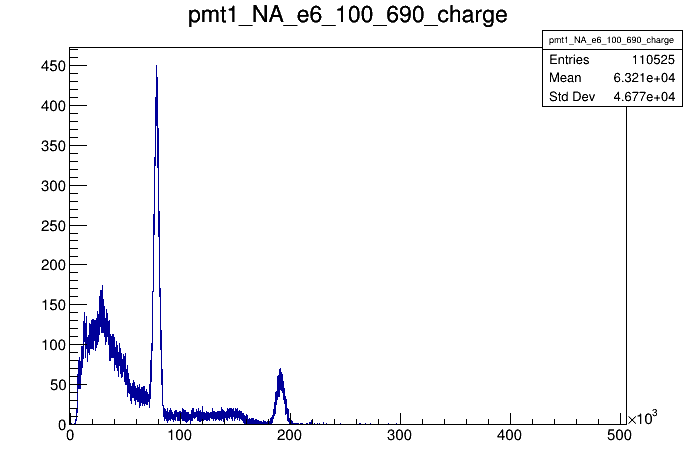 pmt1_NA_e6_100_690_charge
pmt1_NA_e6_100_690_charge
Entries 110525
Mean 6.321e+04
Std Dev 4.677e+04
450
400
350
300
250
200
150
100
50
0
0 100 200 300 400 500
×10³